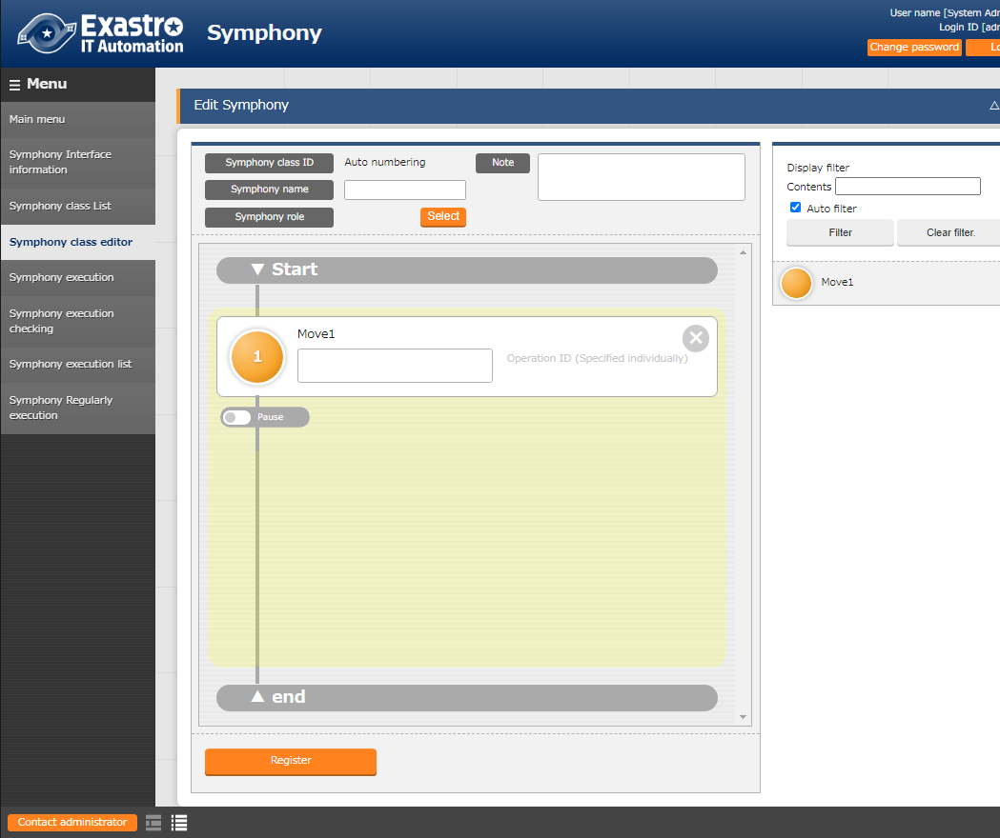 Exastro
IT Automation
Symphony
User name [System Adm
Login ID [adm
Change password
Lo
Menu
Main menu
Symphony Interface
information
Symphony class List
Symphony class editor
Symphony execution
Symphony execution
checking
Symphony execution list
Symphony Regularly
execution
Edit Symphony
Symphony class ID
Auto numbering
Note
Symphony name
Symphony role
Select
▼ Start
1
Move1
Operation ID (Specified individually)
Pause
▲ end
Register
Display filter
Contents
Auto filter
Filter
Clear filter.
Move1
Contact administrator